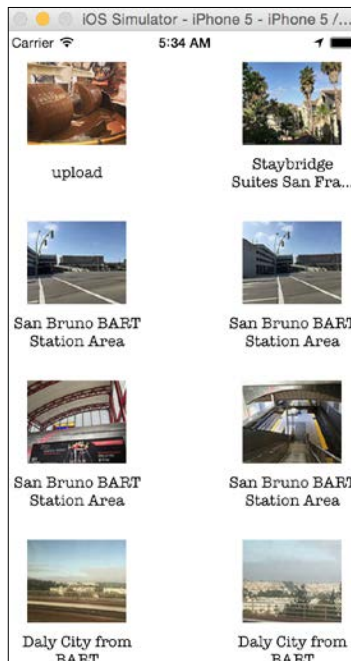 iOS Simulator - iPhone 5 - iPhone 5 /...
Carrier 5:34 AM
upload
Staybridge
Suites San Fra...
San Bruno BART
Station Area
San Bruno BART
Station Area
San Bruno BART
Station Area
San Bruno BART
Station Area
Daly City from
BART
Daly City from
BART